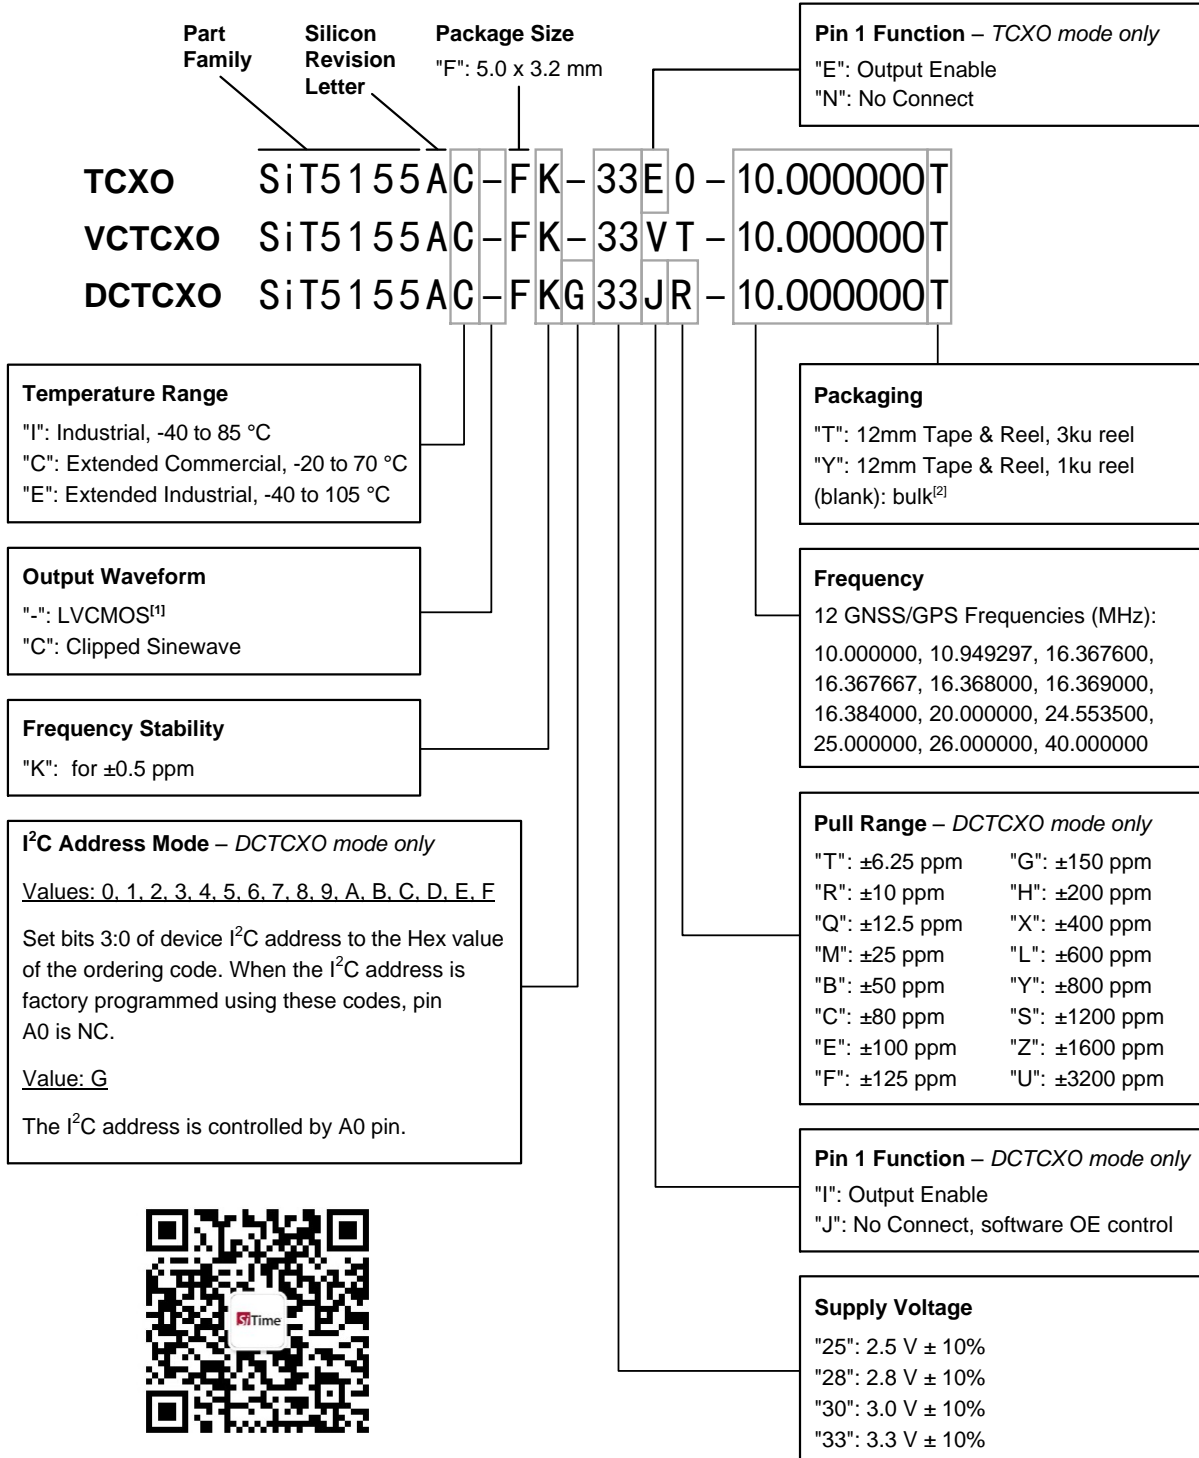 Part Family
Silicon Revision Letter
Package Size
"F": 5.0 x 3.2 mm
Pin 1 Function – TCXO mode only
"E": Output Enable
"N": No Connect
TCXO SiT5155AC-FK-33E0-10.000000T
VCTCXO SiT5155AC-FK-33VT-10.000000T
DCTCXO SiT5155AC-FKG33JR-10.000000T
Temperature Range
"I": Industrial, -40 to 85 °C
"C": Extended Commercial, -20 to 70 °C
"E": Extended Industrial, -40 to 105 °C
Output Waveform
"-": LVCMOS[1]
"C": Clipped Sinewave
Frequency Stability
"K": for ±0.5 ppm
I²C Address Mode – DCTCXO mode only
Values: 0, 1, 2, 3, 4, 5, 6, 7, 8, 9, A, B, C, D, E, F
Set bits 3:0 of device I²C address to the Hex value
of the ordering code. When the I²C address is
factory programmed using these codes, pin
A0 is NC.
Value: G
The I²C address is controlled by A0 pin.
SiTime
Packaging
"T": 12mm Tape & Reel, 3ku reel
"Y": 12mm Tape & Reel, 1ku reel
(blank): bulk[2]
Frequency
12 GNSS/GPS Frequencies (MHz):
10.000000, 10.949297, 16.367600,
16.367667, 16.368000, 16.369000,
16.384000, 20.000000, 24.553500,
25.000000, 26.000000, 40.000000
Pull Range – DCTCXO mode only
"T": ±6.25 ppm "G": ±150 ppm
"R": ±10 ppm "H": ±200 ppm
"Q": ±12.5 ppm "X": ±400 ppm
"M": ±25 ppm "L": ±600 ppm
"B": ±50 ppm "Y": ±800 ppm
"C": ±80 ppm "S": ±1200 ppm
"E": ±100 ppm "Z": ±1600 ppm
"F": ±125 ppm "U": ±3200 ppm
Pin 1 Function – DCTCXO mode only
"I": Output Enable
"J": No Connect, software OE control
Supply Voltage
"25": 2.5 V ± 10%
"28": 2.8 V ± 10%
"30": 3.0 V ± 10%
"33": 3.3 V ± 10%